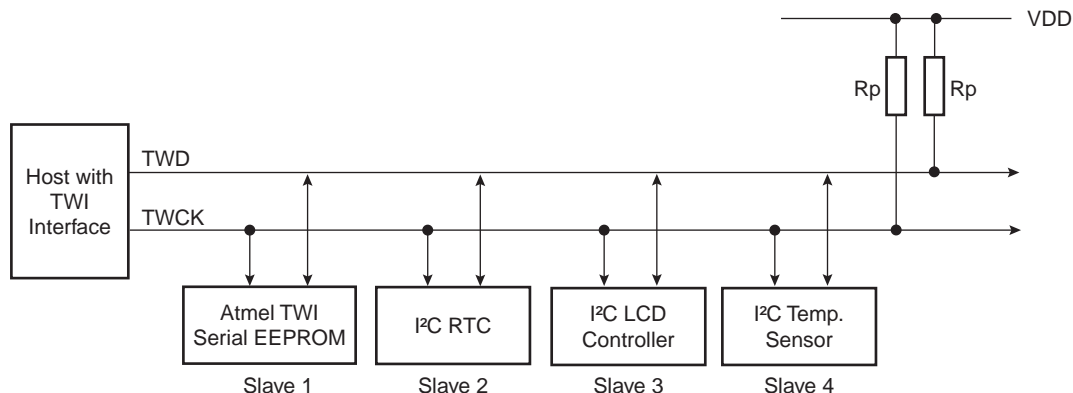 VDD
Rp
Rp
Host with
TWI
Interface
TWD
TWCK
Atmel TWI
Serial EEPROM
I²C RTC
I²C LCD
Controller
I²C Temp.
Sensor
Slave 1
Slave 2
Slave 3
Slave 4